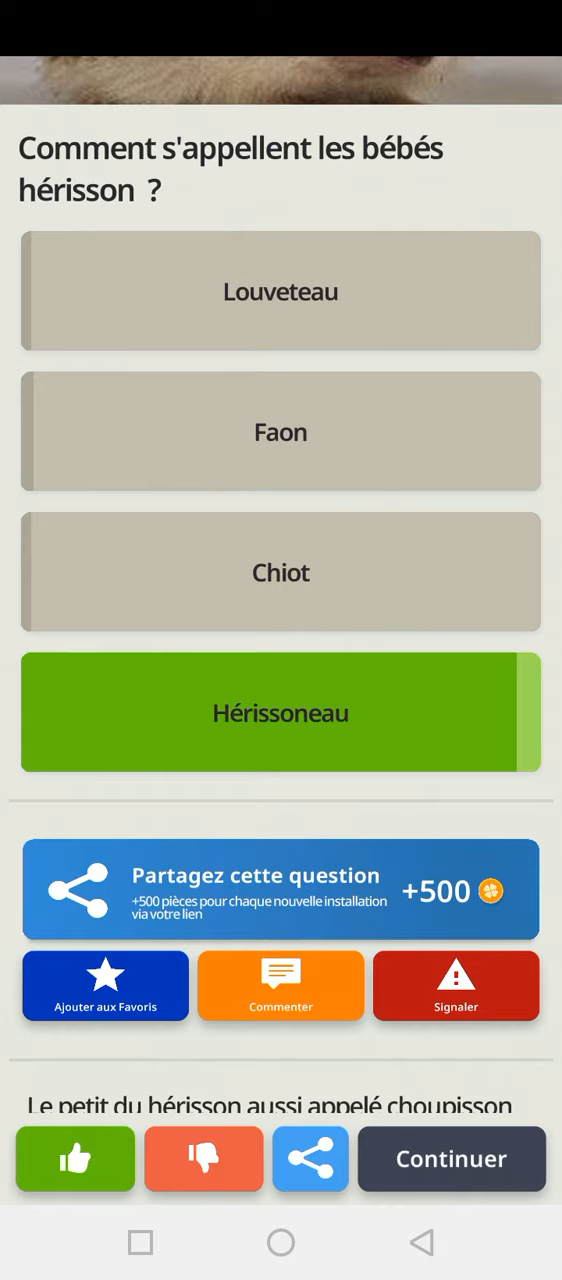 Comment s'appellent les bébés
hérisson ?
Louveteau
Faon
Chiot
Hérissoneau
Partagez cette question
+500 pièces pour chaque nouvelle installation
via votre lien
+500
Ajouter aux Favoris
Commenter
Signaler
Le petit du hérisson aussi appelé choupisson
Continuer